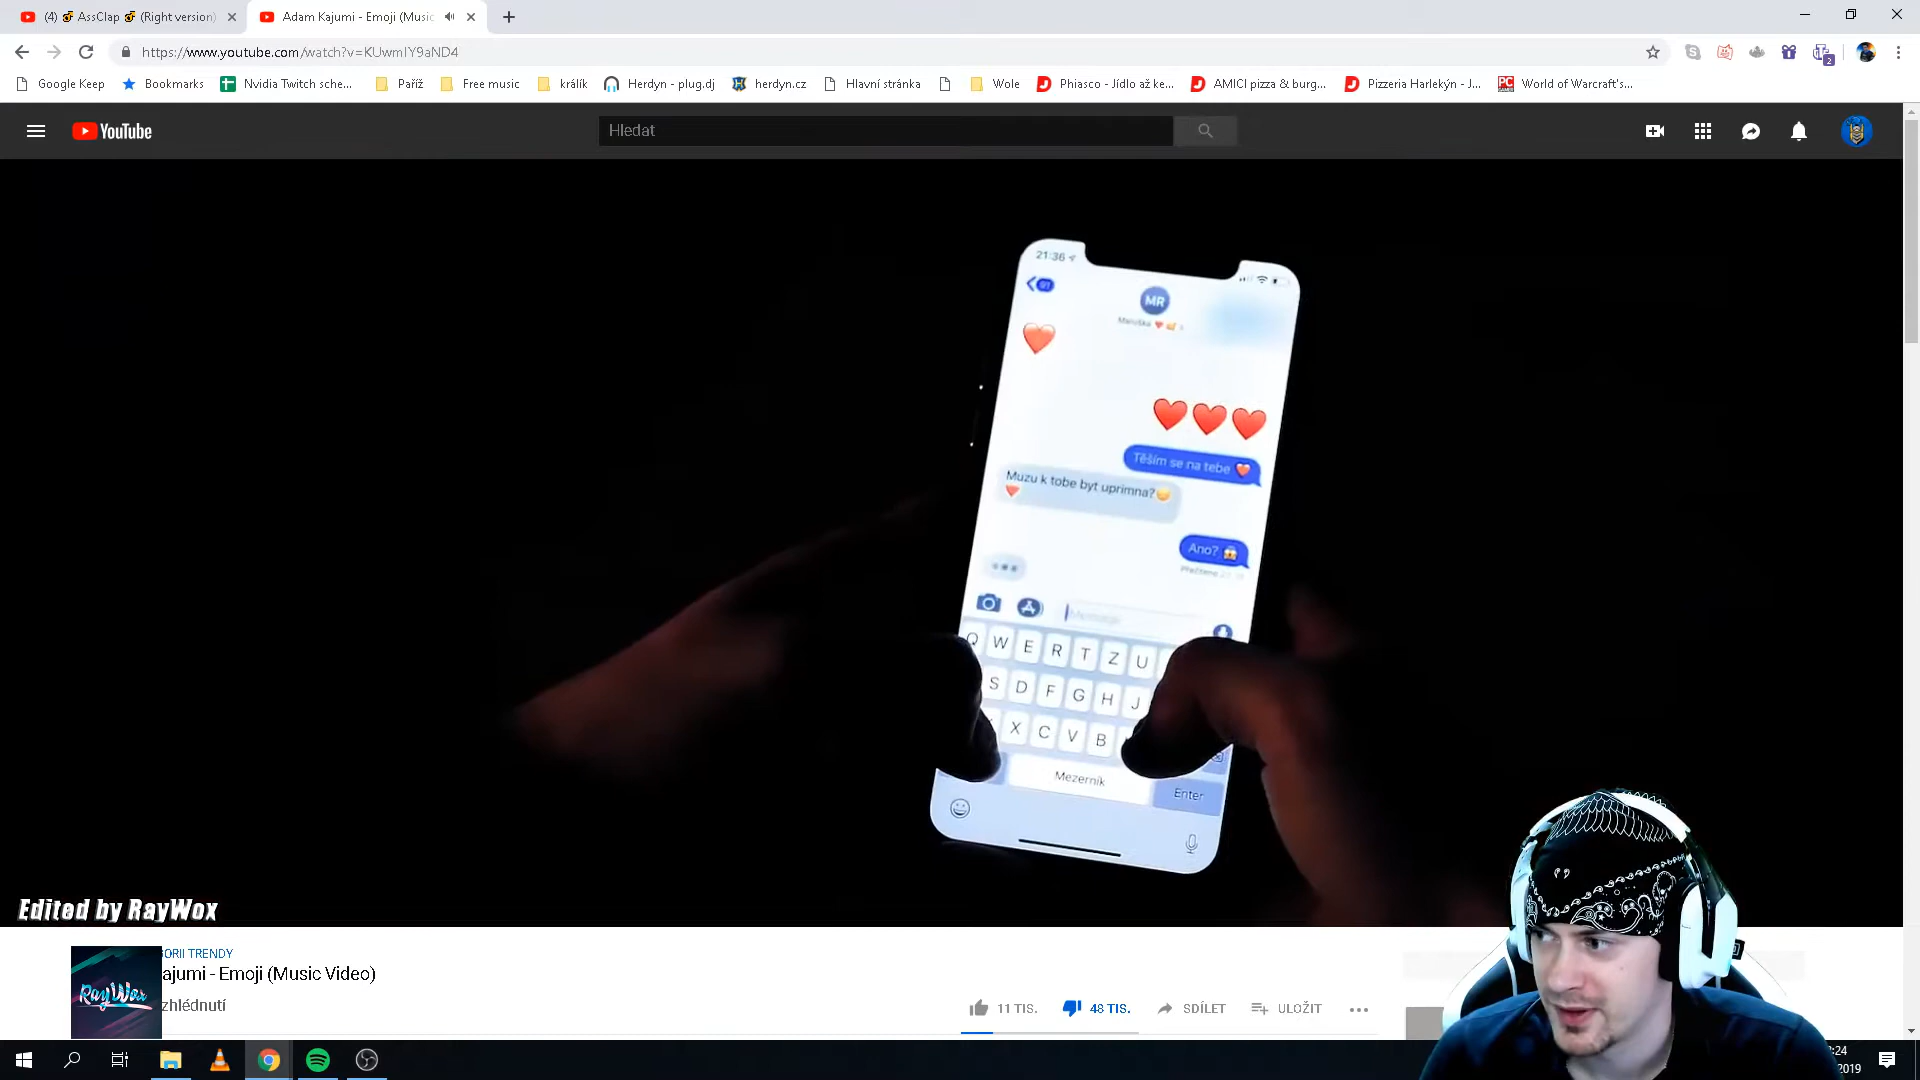 (4) AssClap (Right version)
Adam Kajumi - Emoji (Music
https://www.youtube.com/watch?v=KUwmIY9aND4
2
Google Keep
Bookmarks
Nvidia Twitch sche...
Paříž
Free music
králík
Herdyn - plug.dj
herdyn.cz
Hlavní stránka
Wole
Phiasco - Jídlo až ke...
AMICI pizza & burg...
Pizzeria Harlekýn - J...
World of Warcraft's...
YouTube
Hledat
21:36
MR
Maruška
Těším se na tebe
Muzu k tobe byt uprimna?
Ano?
Q W E R T Z U
S D F G H J
X C V B
Mezerník
Enter
Edited by RayWox
RayWox
ORII TRENDY
ajumi - Emoji (Music Video)
zhlédnutí
11 TIS.
48 TIS.
SDÍLET
ULOŽIT
:24
2019